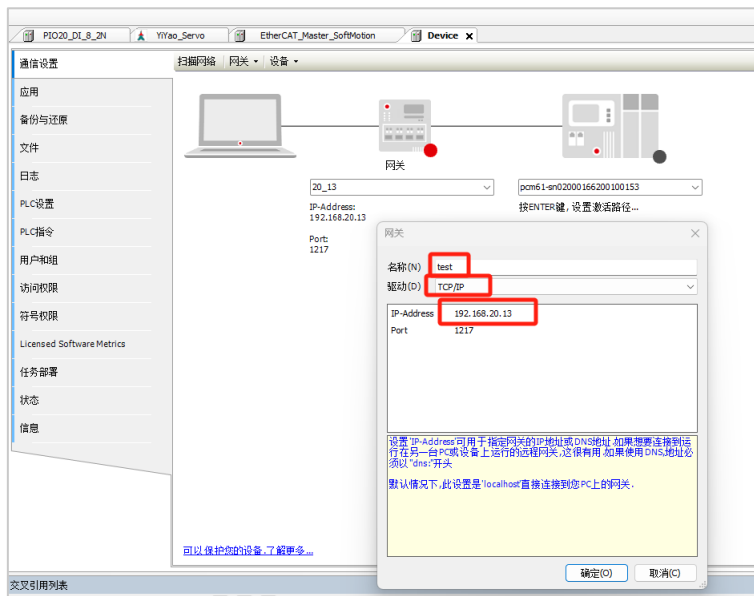 PIO20_DI_8_2N
YiYao_Servo
EtherCAT_Master_SoftMotion
Device
通信设置
扫描网络 网关 设备
应用
备份与还原
文件
日志
PLC设置
PLC指令
用户和组
访问权限
符号权限
Licensed Software Metrics
任务部署
状态
信息
网关
20_13
IP-Address:
192.168.20.13
Port:
1217
pcm61-sn02000166200100153
按ENTER键, 设置激活路径...
网关
名称(N) test
驱动(D) TCP/IP
IP-Address 192.168.20.13
Port 1217
设置'IP-Address'可用于指定网关的IP地址或DNS地址.如果想要连接到运
行在另一台PC或设备上运行的远程网关,这很有用.如果使用DNS,地址必
须以"dns:"开头
默认情况下,此设置是'localhost'直接连接到您PC上的网关.
确定(O) 取消(C)
可以保护您的设备.了解更多...
交叉引用列表